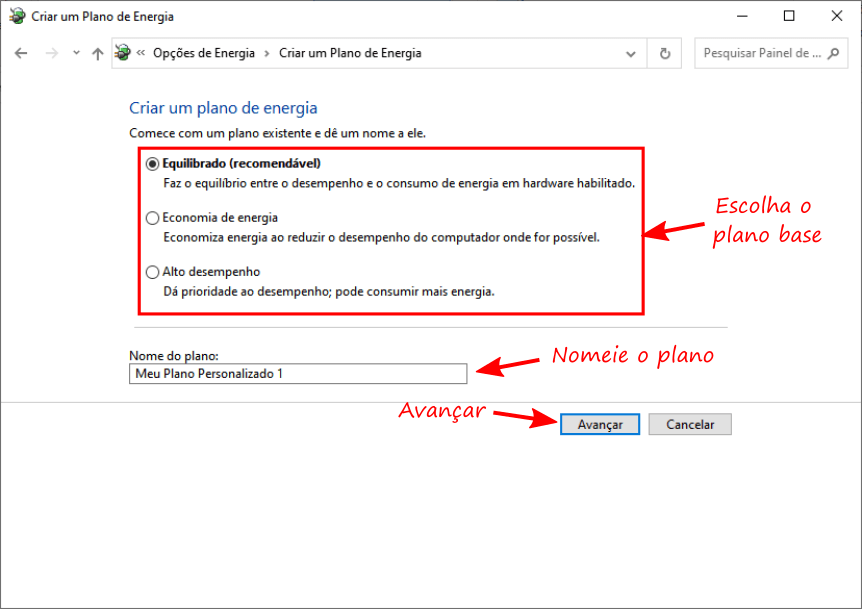 Criar um Plano de Energia
« Opções de Energia > Criar um Plano de Energia
Pesquisar Painel de ...
Criar um plano de energia
Comece com um plano existente e dê um nome a ele.
Equilibrado (recomendável)
Faz o equilíbrio entre o desempenho e o consumo de energia em hardware habilitado.
Economia de energia
Economiza energia ao reduzir o desempenho do computador onde for possível.
Alto desempenho
Dá prioridade ao desempenho; pode consumir mais energia.
Escolha o
plano base
Nome do plano:
Meu Plano Personalizado 1
Nomeie o plano
Avançar
Avançar
Cancelar